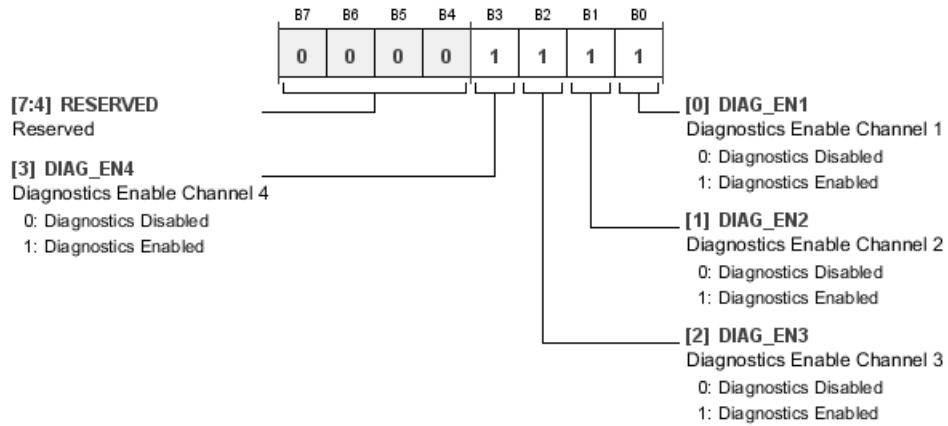 B7 B6 B5 B4 B3 B2 B1 B0
0 0 0 0 1 1 1 1
[7:4] RESERVED
Reserved
[3] DIAG_EN4
Diagnostics Enable Channel 4
0: Diagnostics Disabled
1: Diagnostics Enabled
[0] DIAG_EN1
Diagnostics Enable Channel 1
0: Diagnostics Disabled
1: Diagnostics Enabled
[1] DIAG_EN2
Diagnostics Enable Channel 2
0: Diagnostics Disabled
1: Diagnostics Enabled
[2] DIAG_EN3
Diagnostics Enable Channel 3
0: Diagnostics Disabled
1: Diagnostics Enabled